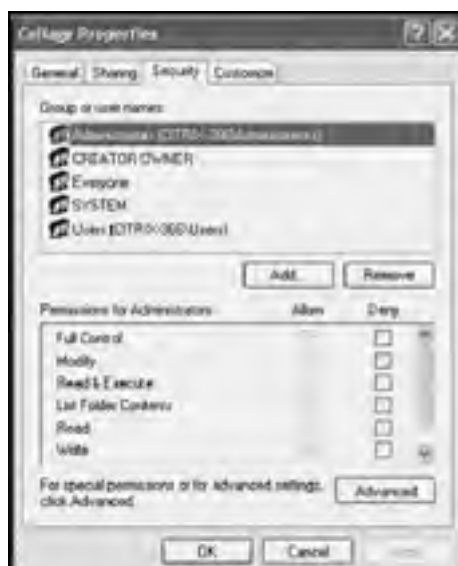 Properties
General Sharing Security Customize
Group or user names:
CREATOR OWNER
Everyone
SYSTEM
Add... Remove
Permissions for Administrators Allow Deny
Full Control
Modify
Read & Execute
List Folder Contents
Read
Write
For special permissions or for advanced settings,
click Advanced.
Advanced
OK Cancel